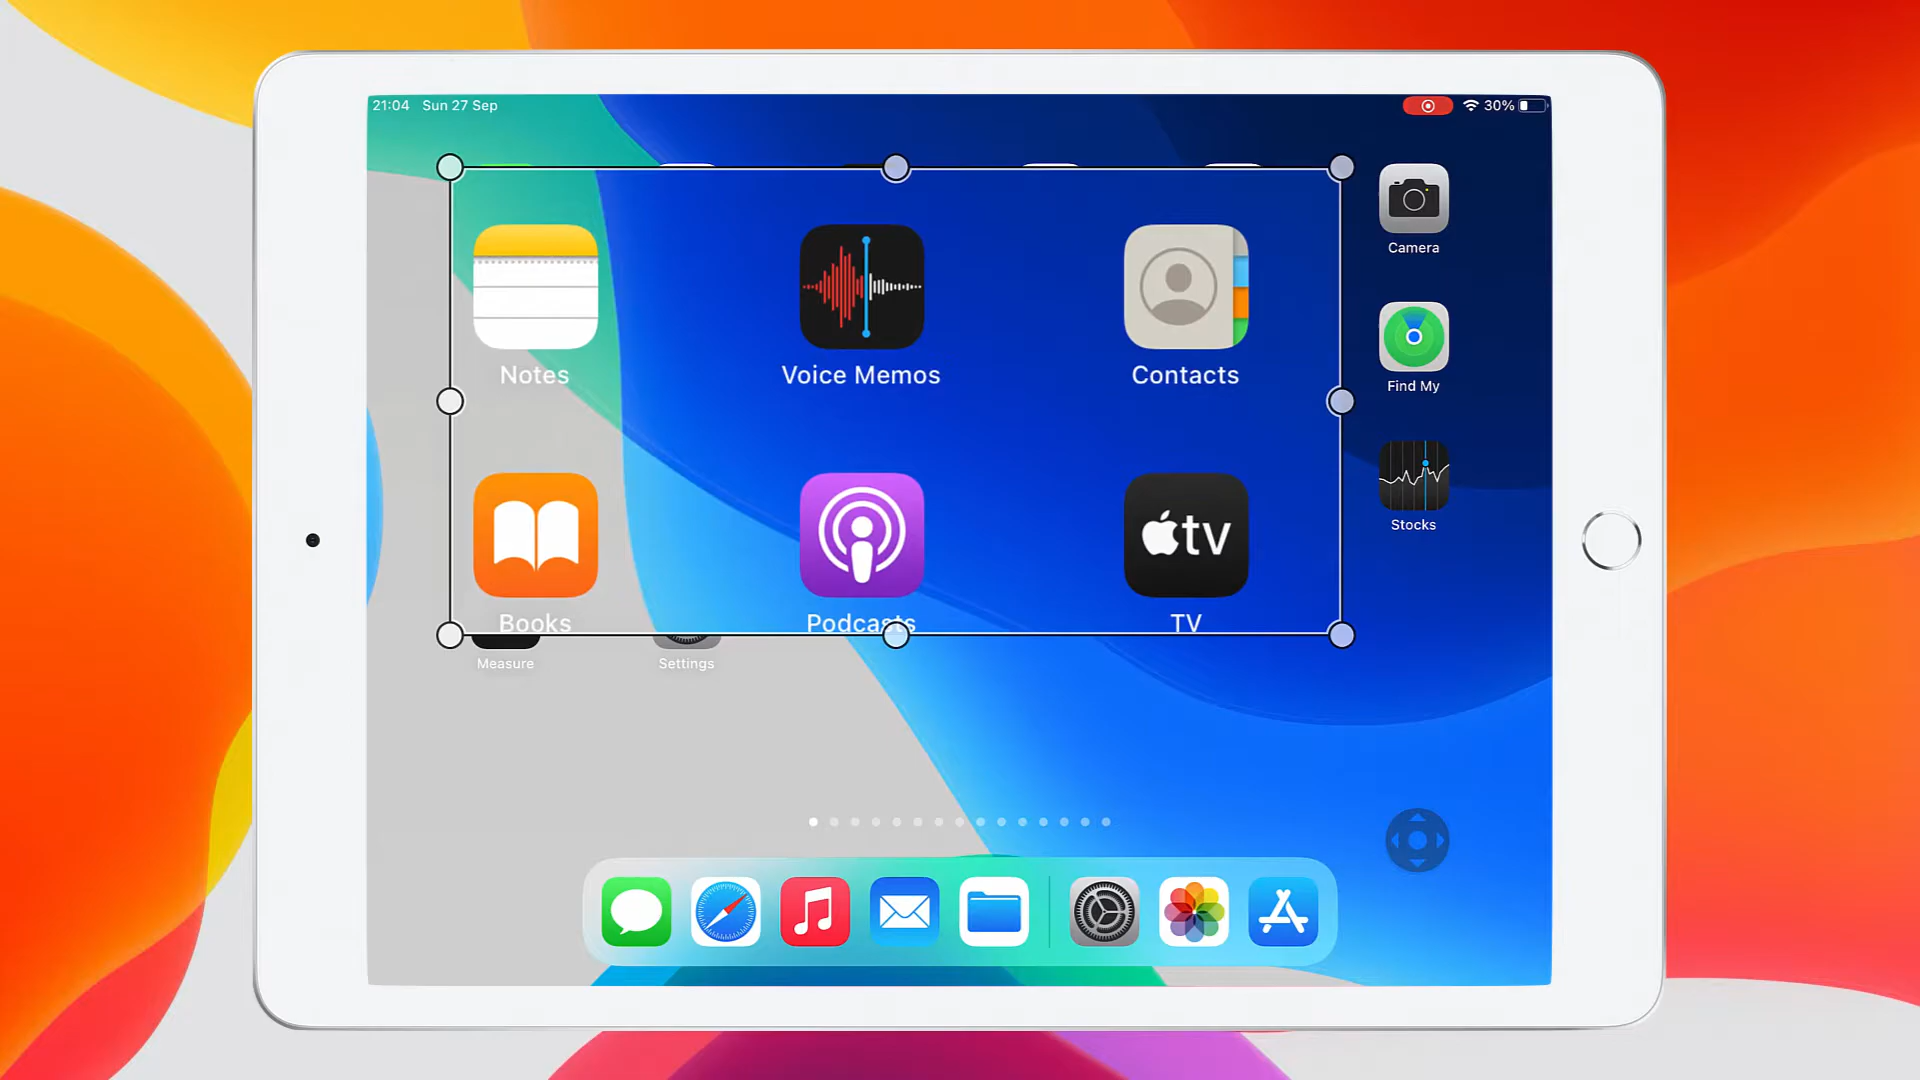 21:04 Sun 27 Sep 30%
Camera
Notes Voice Memos Contacts
Find My
Stocks
tv
Books Podcasts TV
Measure Settings